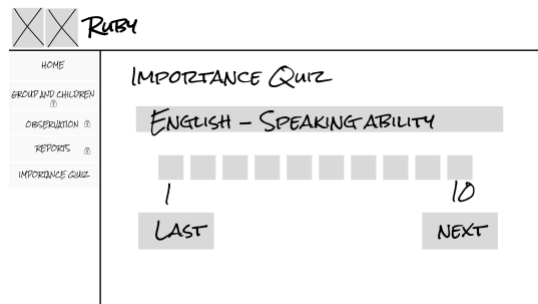 RUBY
HOME
GROUP AND CHILDREN
OBSERVATION
REPORTS
IMPORTANCE QUIZ
IMPORTANCE QUIZ
ENGLISH – SPEAKING ABILITY
1 10
LAST NEXT